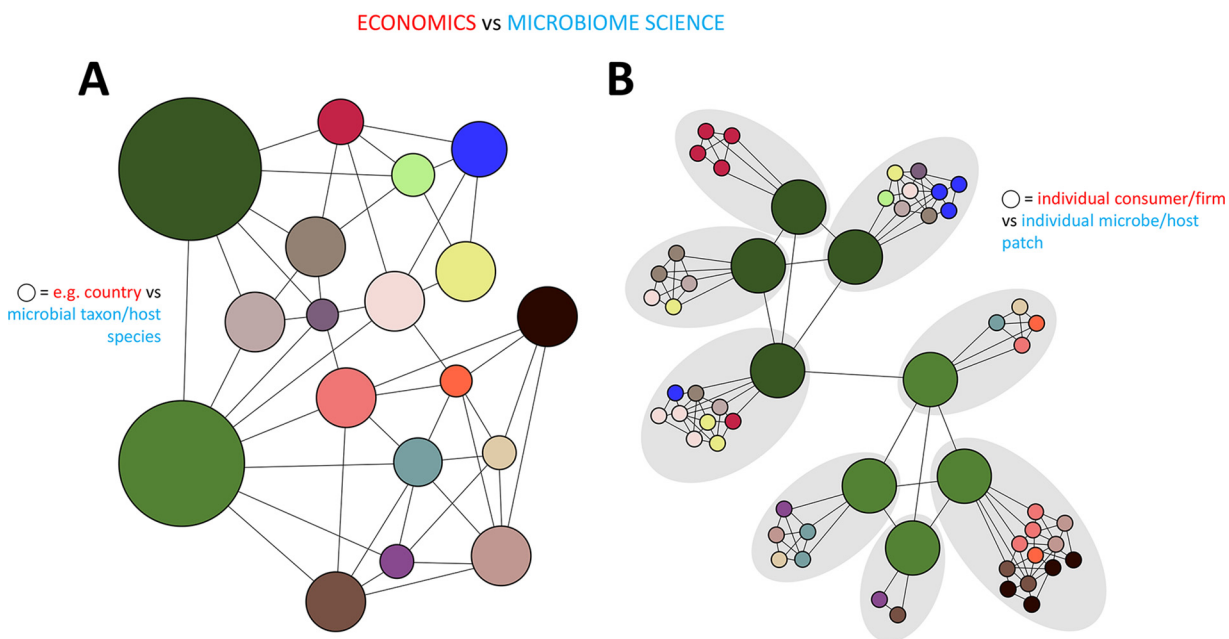 ECONOMICS vs MICROBIOME SCIENCE
A
B
= e.g. country vs
microbial taxon/host
species
= individual consumer/firm
vs individual microbe/host
patch